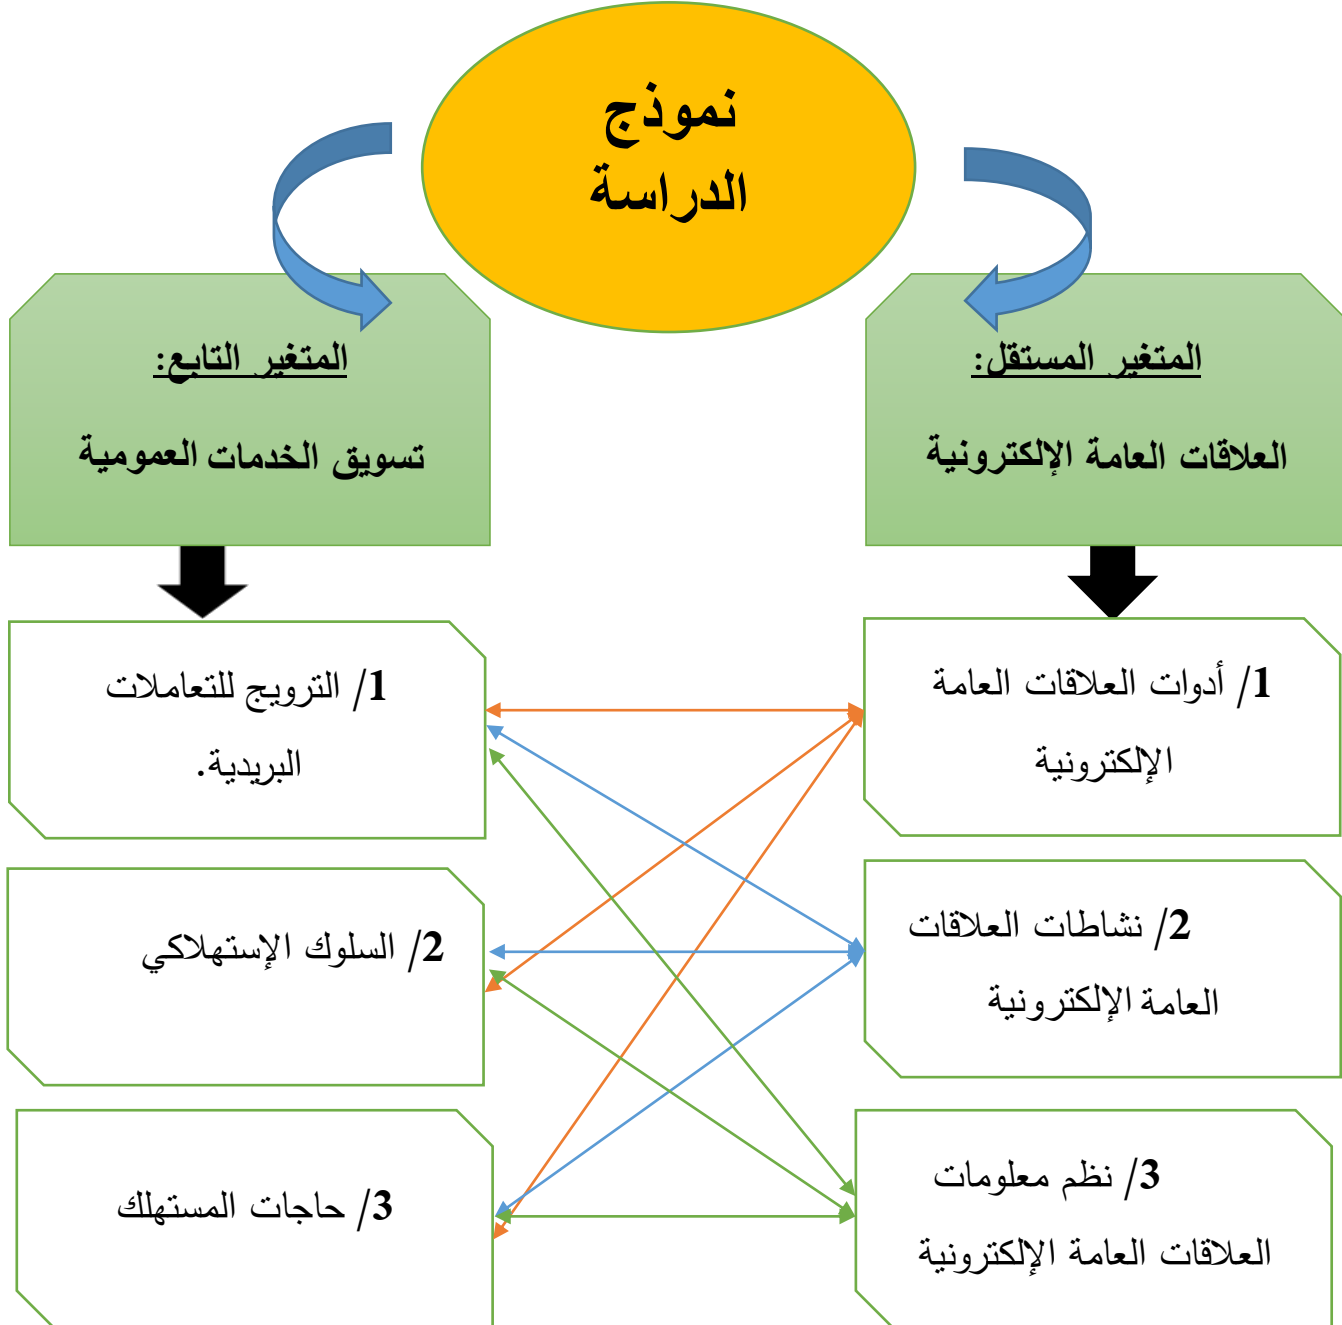 نموذج
الدراسة
المتغير المستقل:
العلاقات العامة الإلكترونية
المتغير التابع:
تسويق الخدمات العمومية
1/ أدوات العلاقات العامة
الإلكترونية
1/ الترويج للتعاملات
البريدية.
2/ نشاطات العلاقات
العامة الإلكترونية
2/ السلوك الإستهلاكي
3/ نظم معلومات
العلاقات العامة الإلكترونية
3/ حاجات المستهلك